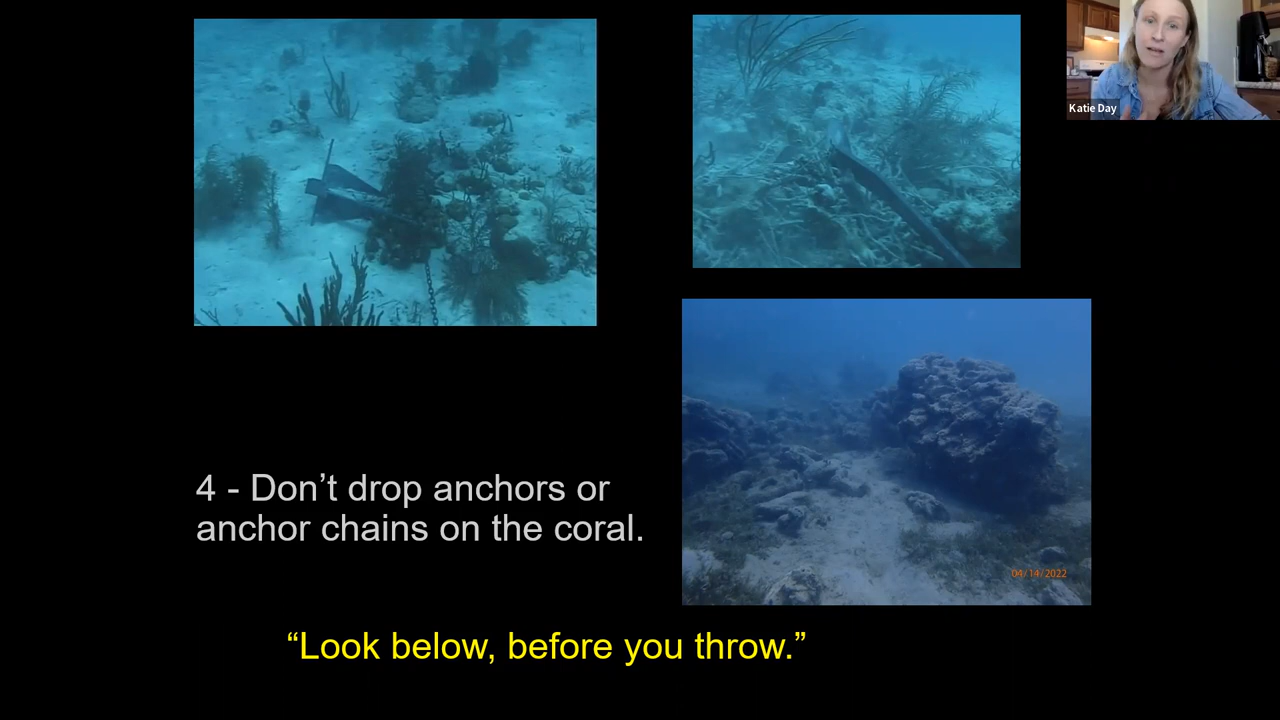 Katie Day
4 - Don’t drop anchors or
anchor chains on the coral.
04/14/2022
“Look below, before you throw.”